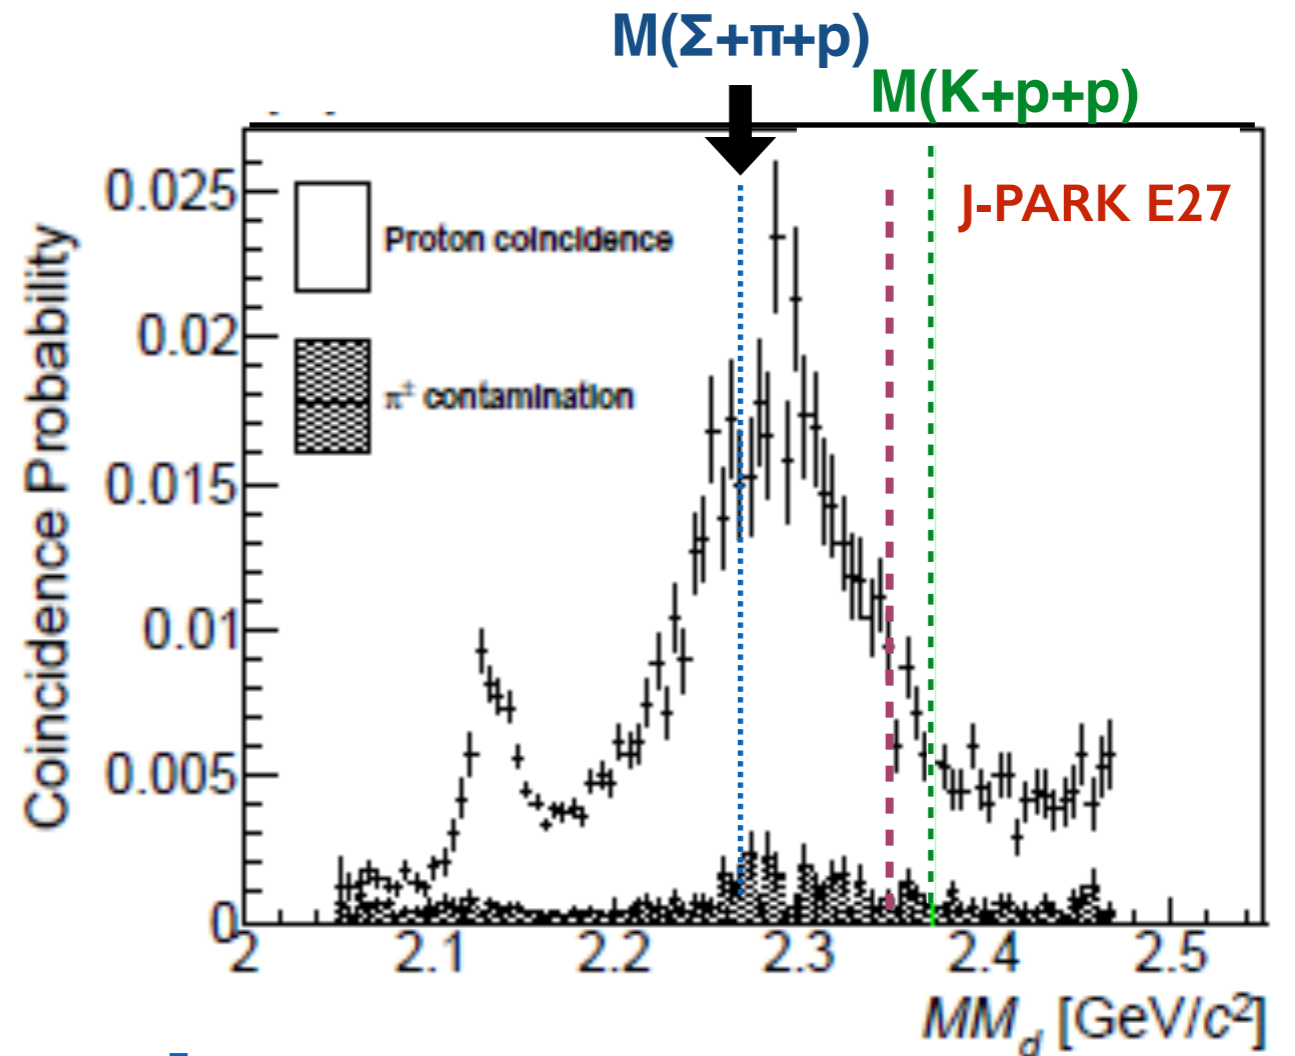 M(Σ+π+p)
M(K+p+p)
J-PARK E27
Proton coincidence
π± contamination
Coincidence Probability
0.025
0.02
0.015
0.01
0.005
0
2 2.1 2.2 2.3 2.4 2.5
MMd [GeV/c²]